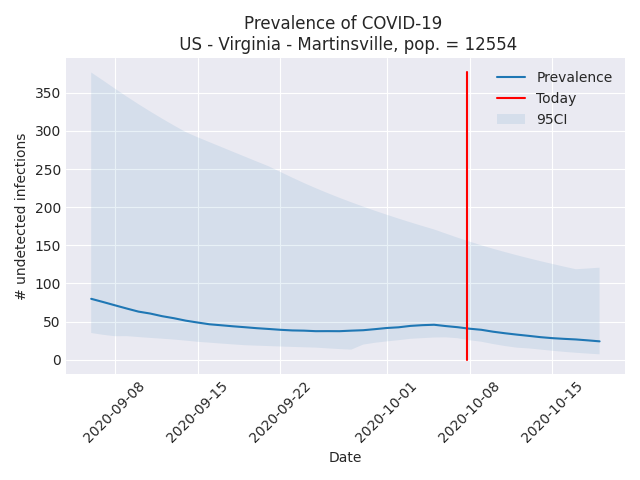 Prevalence of COVID-19
US - Virginia - Martinsville, pop. = 12554
Prevalence
Today
95CI
# undetected infections
350
300
250
200
150
100
50
0
2020-09-08
2020-09-15
2020-09-22
2020-10-01
2020-10-08
2020-10-15
Date